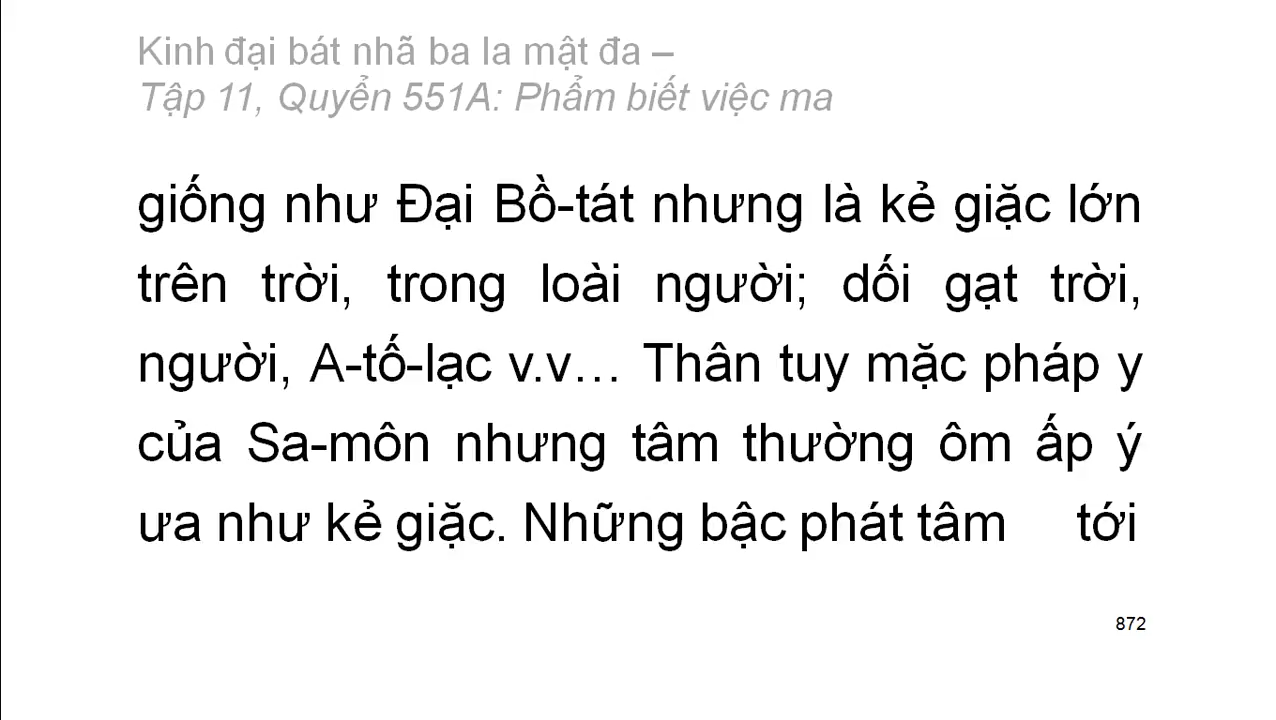 Kinh đại bát nhã ba la mật đa –
Tập 11, Quyển 551A: Phẩm biết việc ma
giống như Đại Bồ-tát nhưng là kẻ giặc lớn
trên trời, trong loài người; dối gạt trời,
người, A-tố-lạc v.v… Thân tuy mặc pháp y
của Sa-môn nhưng tâm thường ôm ấp ý
ưa như kẻ giặc. Những bậc phát tâm tới
872